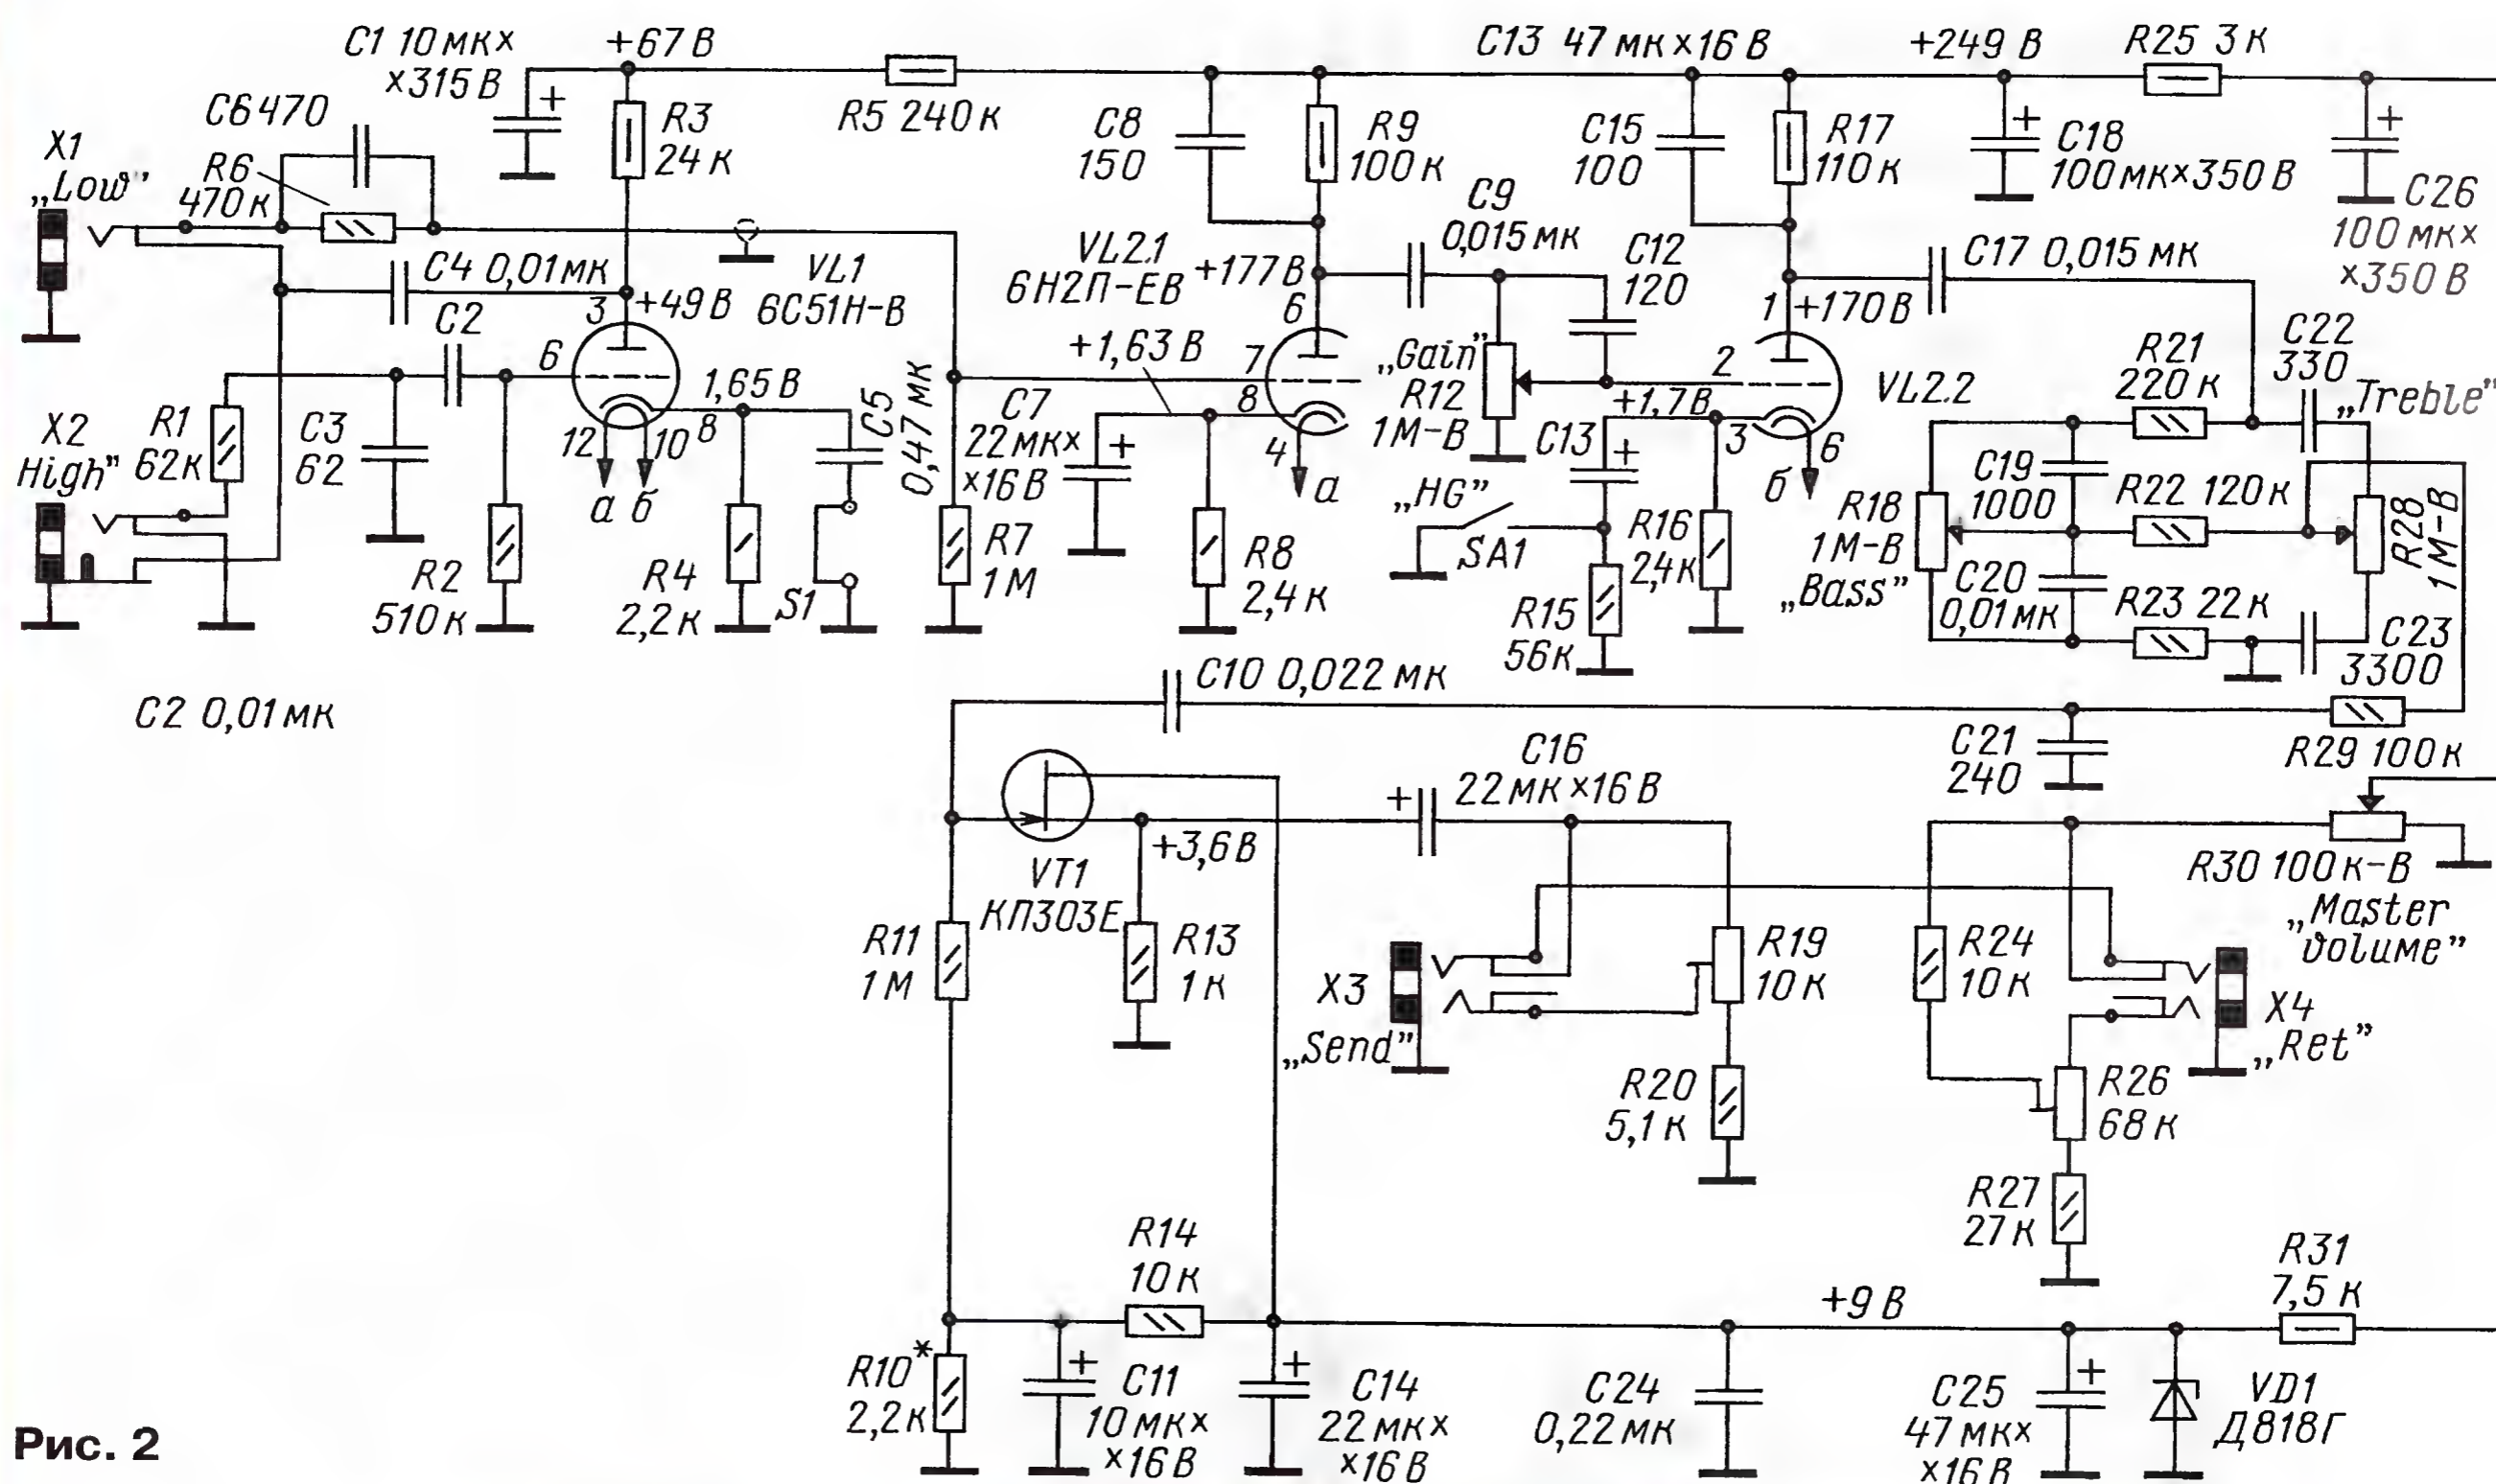 C1 10 мк×
×315 В
+67 В
C13 47 мк×16 В
+249 В
R25 3 к
C6 470
R3
24 к
R5 240 к
C8
150
R9
100 к
C15
100
R17
110 к
C18
100 мк×350 В
C26
100 мк×
×350 В
X1
„Low”
R6
470 к
C4 0,01 мк
VL1
6С51Н-В
VL2.1
6Н2П-ЕВ
+177 В
C9
0,015 мк
C12
120
C17 0,015 мк
3
+49 В
6
1
+170 В
C2
6
1,65 В
+1,63 В
7
8
„Gain”
R12
1М-В
2
+1,7 В
VL2.2
R21
220 к
C22
330
„Treble”
X2
High”
R1
62 к
C3
62
12
10
8
а
б
C5
0,47 мк
C7
22 мк×
×16 В
4
а
C13
„HG”
3
6
б
R18
1М-В
„Bass”
C19
1000
R22 120 к
R28
1М-В
R2
510 к
R4
2,2 к
S1
R7
1 М
R8
2,4 к
SA1
R16
2,4 к
R15
56 к
C20
0,01 мк
R23 22 к
C23
3300
C2 0,01 мк
C10 0,022 мк
C21
240
R29 100 к
C16
22 мк×16 В
+3,6 В
VT1
КП303Е
R30 100 к-В
„Master
volume”
R11
1 М
R13
1 к
X3
„Send”
R19
10 к
R24
10 к
X4
„Ret”
R20
5,1 к
R26
68 к
R27
27 к
R14
10 к
+9 В
R31
7,5 к
R10*
2,2 к
C11
10 мк×
×16 В
C14
22 мк×
×16 В
C24
0,22 мк
C25
47 мк×
×16 В
VD1
Д818Г
Рис. 2